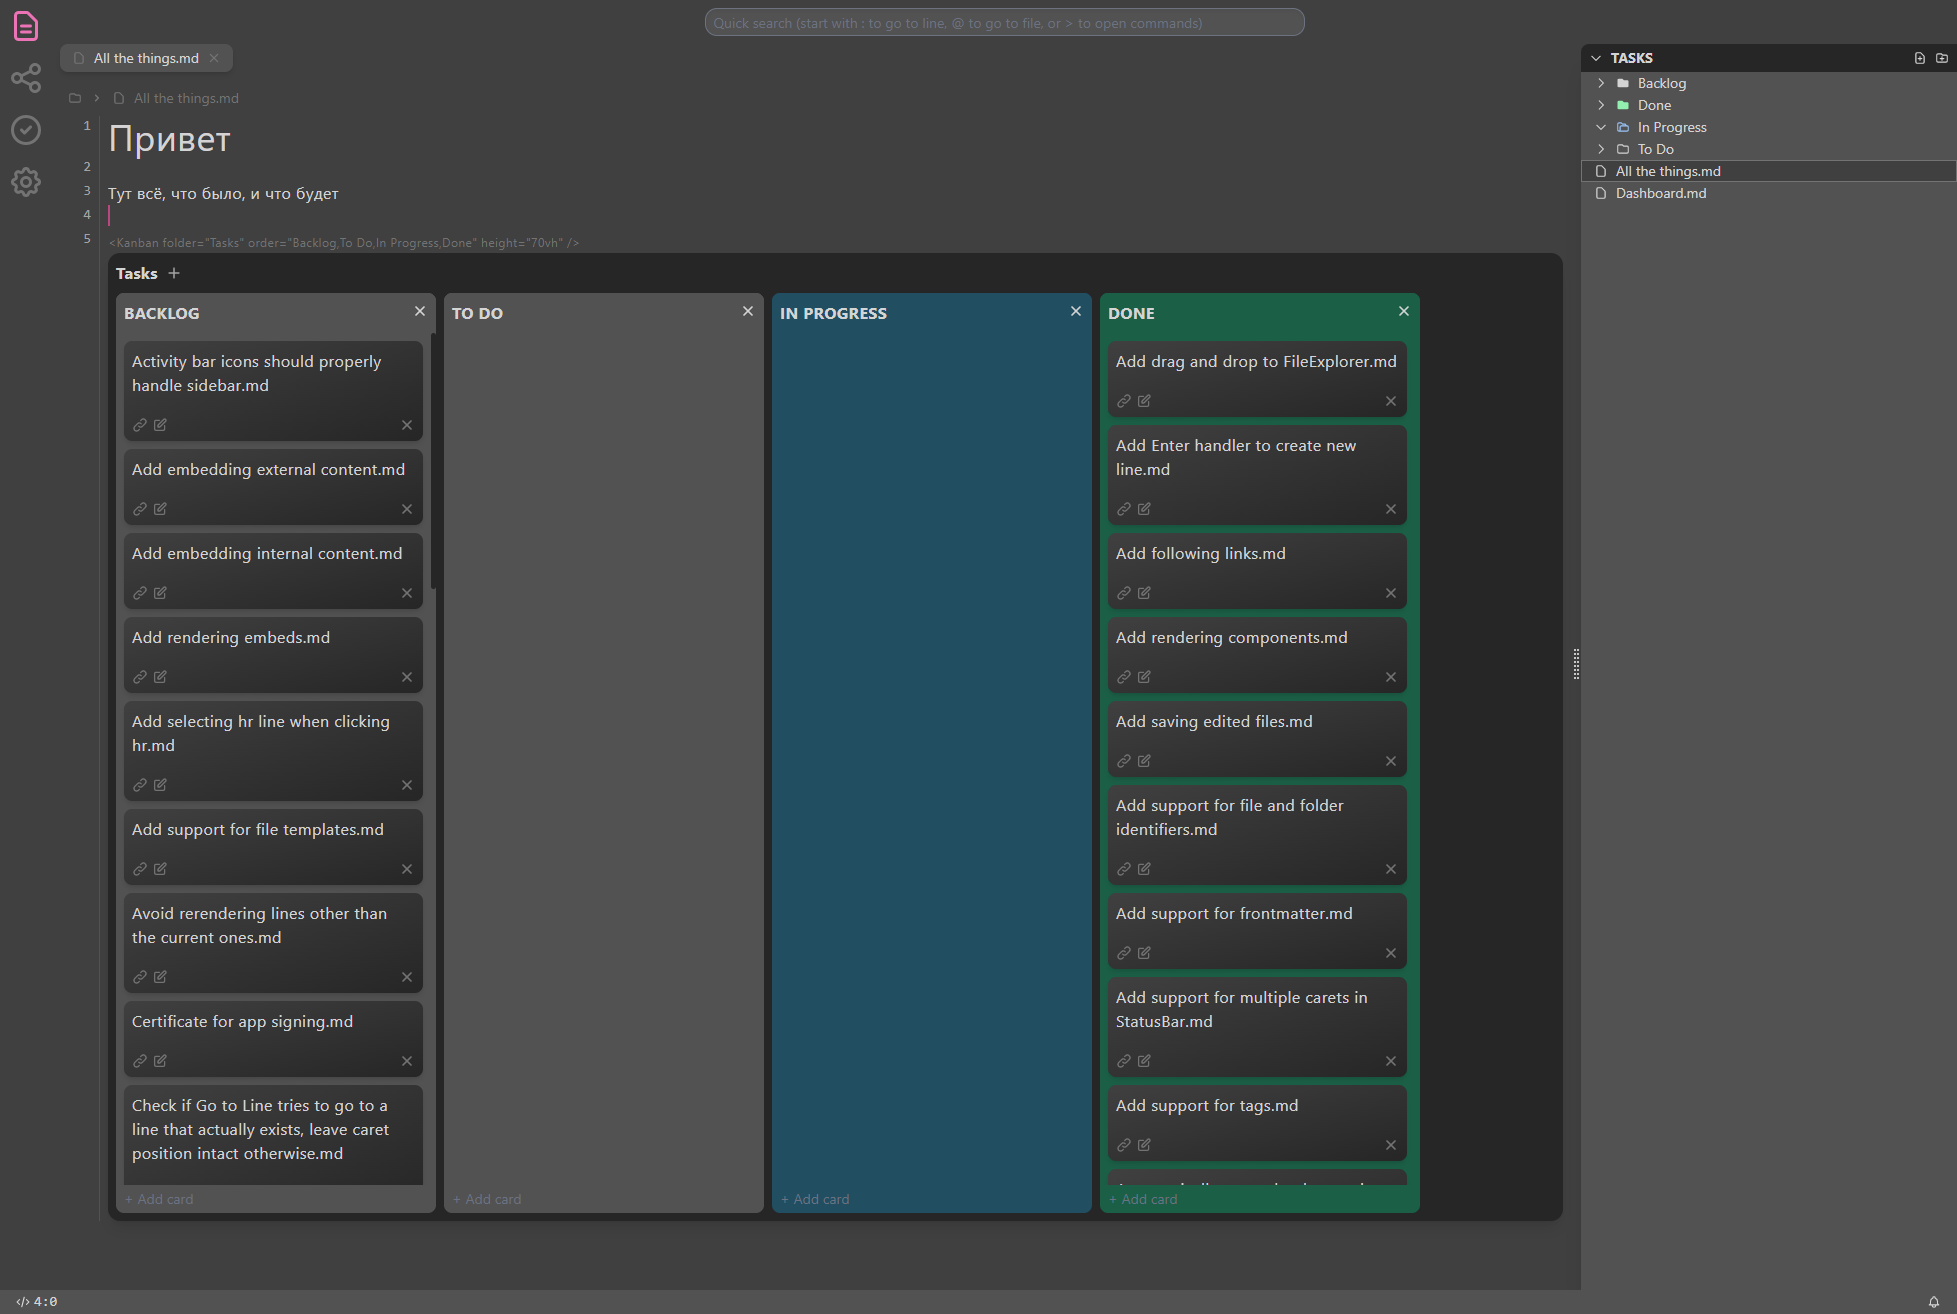 Quick search (start with : to go to line, @ to go to file, or > to open commands)
All the things.md
All the things.md
1
Привет
2
3
Тут всё, что было, и что будет
4
5
<Kanban folder="Tasks" order="Backlog,To Do,In Progress,Done" height="70vh" />
Tasks +
BACKLOG
Activity bar icons should properly
handle sidebar.md
Add embedding external content.md
Add embedding internal content.md
Add rendering embeds.md
Add selecting hr line when clicking
hr.md
Add support for file templates.md
Avoid rerendering lines other than
the current ones.md
Certificate for app signing.md
Check if Go to Line tries to go to a
line that actually exists, leave caret
position intact otherwise.md
+ Add card
TO DO
+ Add card
IN PROGRESS
+ Add card
DONE
Add drag and drop to FileExplorer.md
Add Enter handler to create new
line.md
Add following links.md
Add rendering components.md
Add saving edited files.md
Add support for file and folder
identifiers.md
Add support for frontmatter.md
Add support for multiple carets in
StatusBar.md
Add support for tags.md
+ Add card
TASKS
Backlog
Done
In Progress
To Do
All the things.md
Dashboard.md
</> 4:0